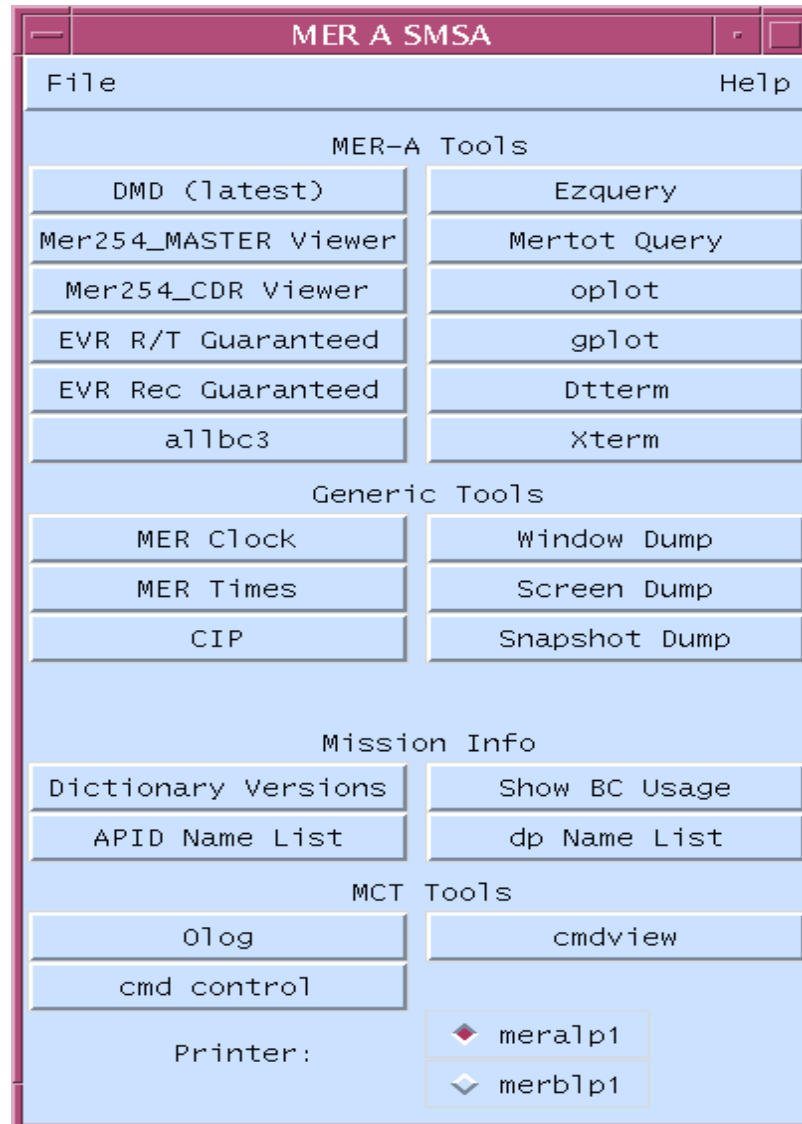 MER A SMSA
File Help
MER-A Tools
DMD (latest) Ezquery
Mer254_MASTER Viewer Mertot Query
Mer254_CDR Viewer oplot
EVR R/T Guaranteed gplot
EVR Rec Guaranteed Dtterm
allbc3 Xterm
Generic Tools
MER Clock Window Dump
MER Times Screen Dump
CIP Snapshot Dump
Mission Info
Dictionary Versions Show BC Usage
APID Name List dp Name List
MCT Tools
Olog cmdview
cmd control
Printer: meralp1
merblp1